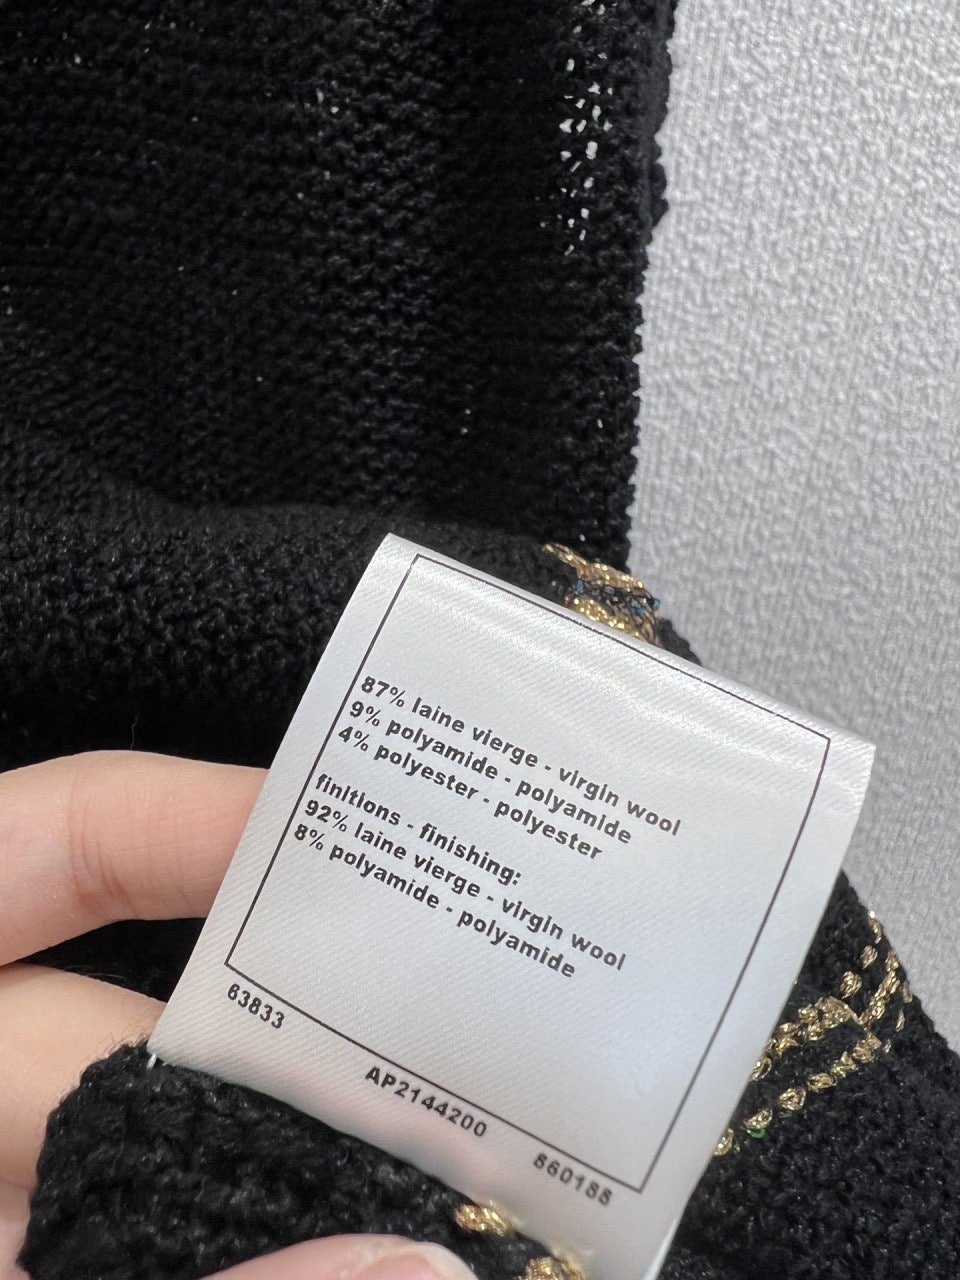 87% laine vierge - virgin wool
9% polyamide - polyamide
4% polyester - polyester
finitions - finishing:
92% laine vierge - virgin wool
8% polyamide - polyamide
63833
AP2144200